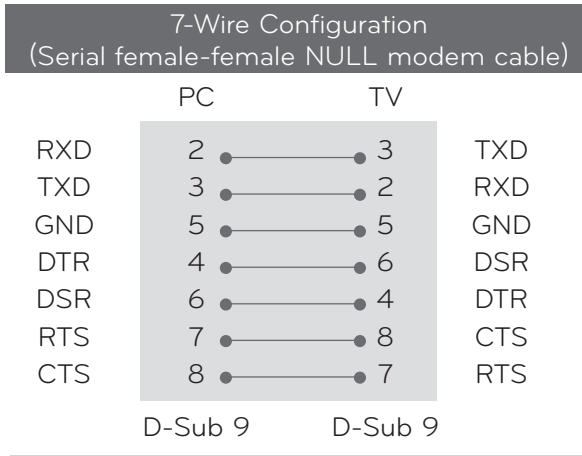 7-Wire Configuration
(Serial female-female NULL modem cable)
PC TV
RXD 2 3 TXD
TXD 3 2 RXD
GND 5 5 GND
DTR 4 6 DSR
DSR 6 4 DTR
RTS 7 8 CTS
CTS 8 7 RTS
D-Sub 9 D-Sub 9